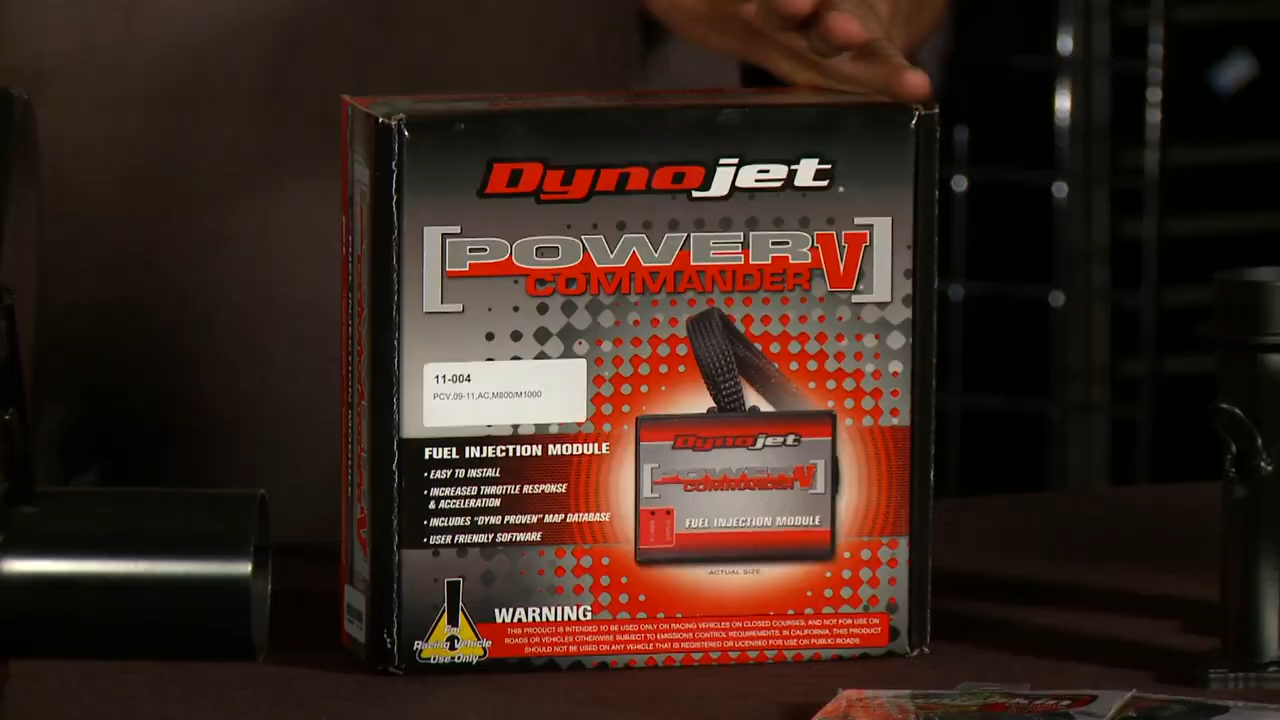 Dynojet
[POWER V]
COMMANDER
11-004
PCV,09-11,AC,M800/M1000
FUEL INJECTION MODULE
• EASY TO INSTALL
• INCREASED THROTTLE RESPONSE
& ACCELERATION
• INCLUDES "DYNO PROVEN" MAP DATABASE
• USER FRIENDLY SOFTWARE
Dynojet
[POWER V]
COMMANDER
FUEL INJECTION MODULE
-ACTUAL SIZE-
For
Racing Vehicle
Use Only
WARNING
THIS PRODUCT IS INTENDED TO BE USED ONLY ON RACING VEHICLES ON CLOSED COURSES, AND NOT FOR USE ON
ROADS OR VEHICLES OTHERWISE SUBJECT TO EMISSIONS CONTROL REQUIREMENTS. IN CALIFORNIA, THIS PRODUCT
SHOULD NOT BE USED ON ANY VEHICLE THAT IS REGISTERED OR LICENSED FOR USE ON PUBLIC ROADS.